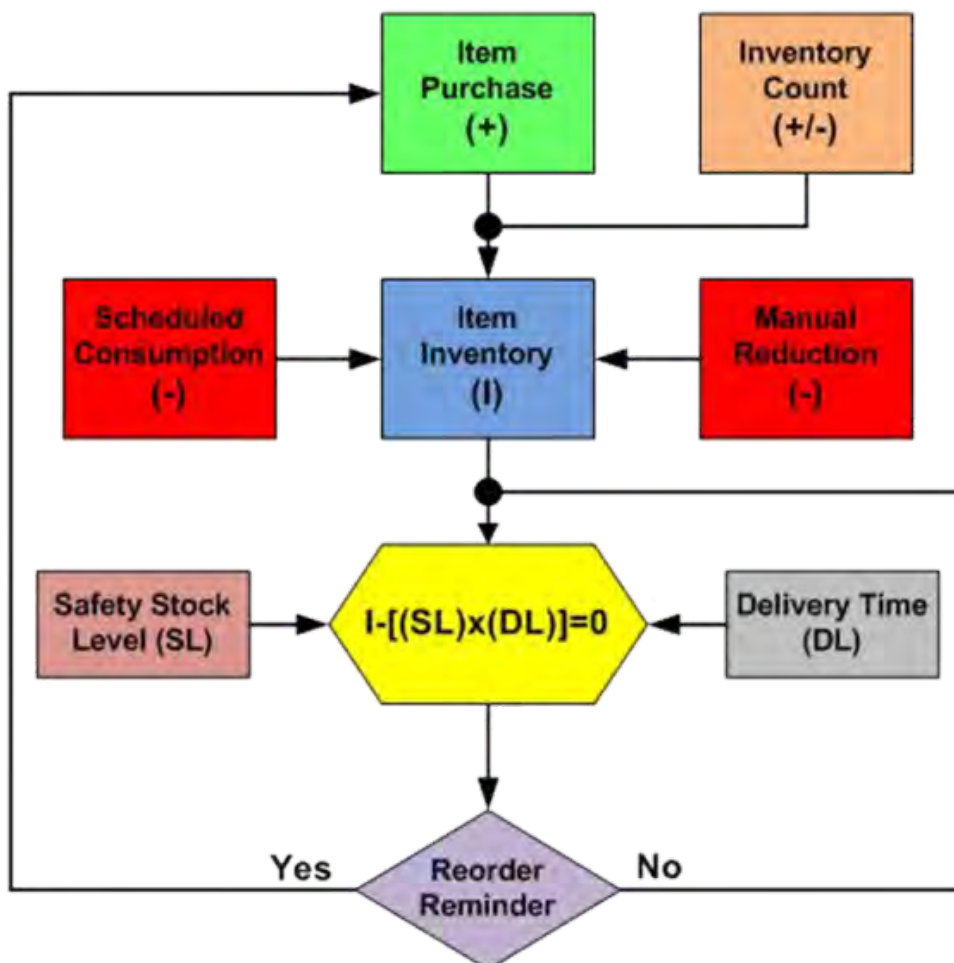 Item
Purchase
(+)
Inventory
Count
(+/-)
Scheduled
Consumption
(-)
Item
Inventory
(I)
Manual
Reduction
(-)
Safety Stock
Level (SL)
I-[(SL)x(DL)]=0
Delivery Time
(DL)
Yes
Reorder
Reminder
No